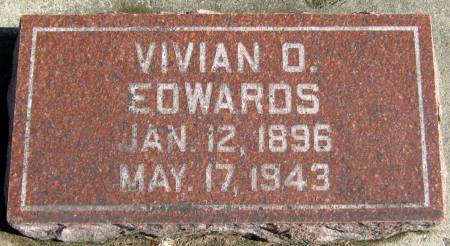 VIVIAN O.
EDWARDS
JAN. 12, 1896
MAY. 17, 1943